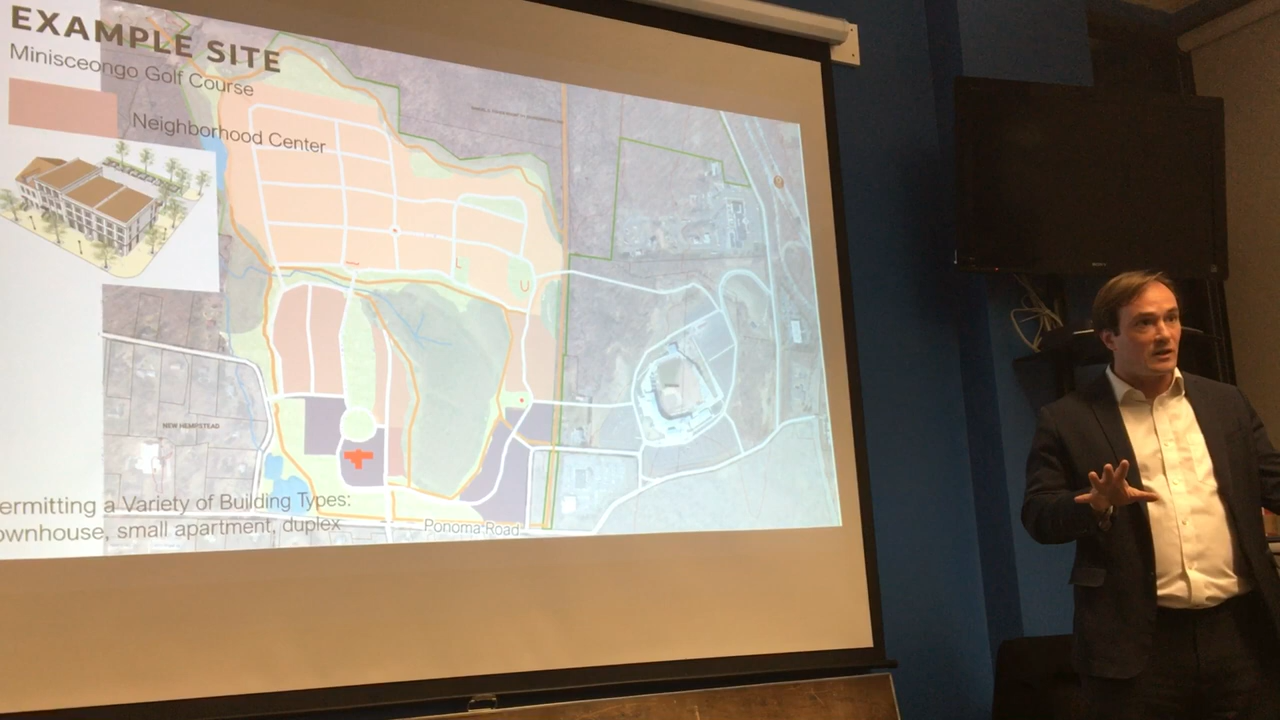 EXAMPLE SITE
Minisceongo Golf Course
Neighborhood Center
NEW HEMPSTEAD
ermitting a Variety of Building Types:
ownhouse, small apartment, duplex
Ponoma Road